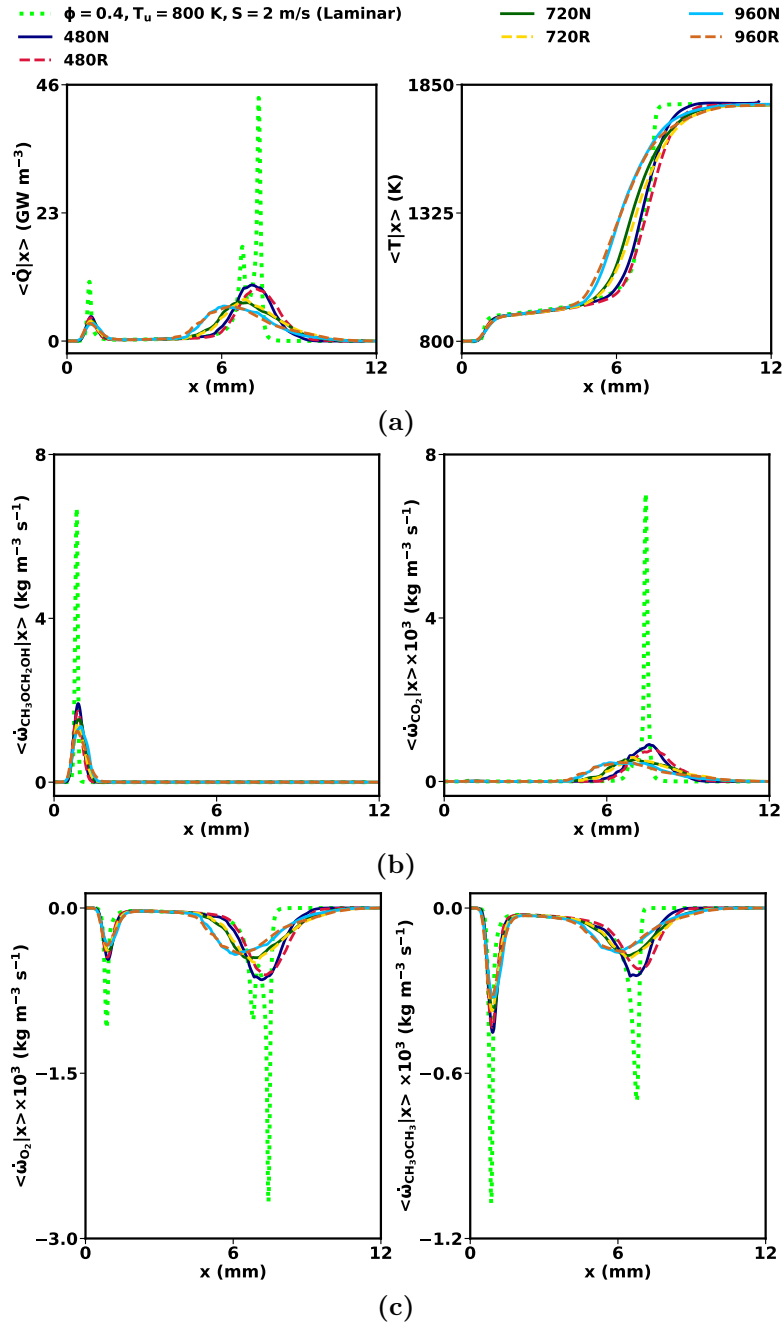 ϕ = 0.4, Tᵤ = 800 K, S = 2 m/s (Laminar)
480N
480R
720N
720R
960N
960R
46
23
0
<Q̇|x> (GW m⁻³)
0 6 12
x (mm)
1850
1325
800
<T|x> (K)
0 6 12
x (mm)
(a)
8
4
0
<ω̇_CH₃OCH₂OH|x> (kg m⁻³ s⁻¹)
0 6 12
x (mm)
8
4
0
<ω̇_CO₂|x>×10³ (kg m⁻³ s⁻¹)
0 6 12
x (mm)
(b)
0.0
−1.5
−3.0
<ω̇_O₂|x>×10³ (kg m⁻³ s⁻¹)
0 6 12
x (mm)
0.0
−0.6
−1.2
<ω̇_CH₃OCH₃|x> ×10³ (kg m⁻³ s⁻¹)
0 6 12
x (mm)
(c)